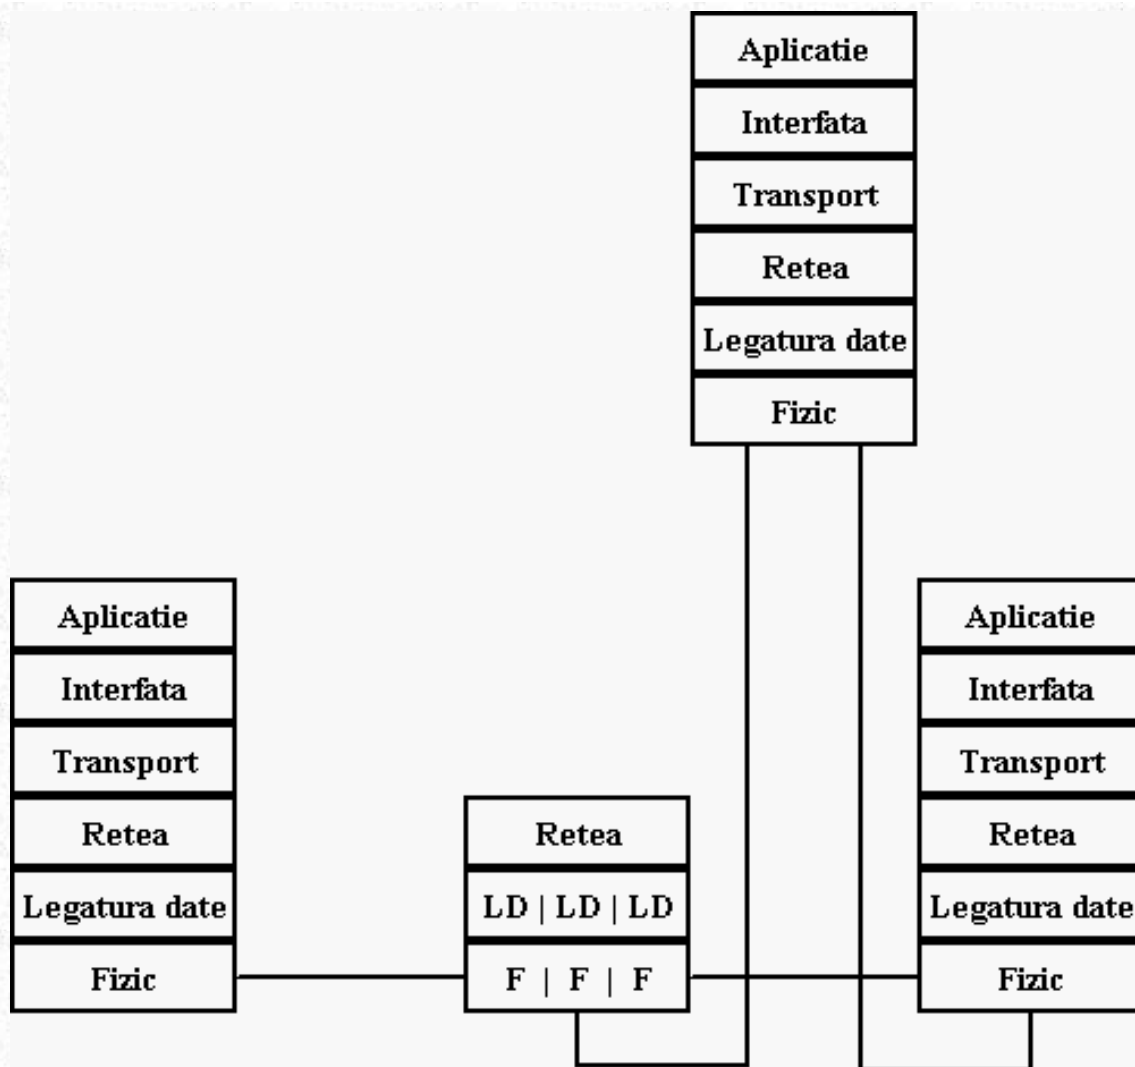 Aplicatie
Interfata
Transport
Retea
Legatura date
Fizic
Aplicatie
Interfata
Transport
Retea
Legatura date
Fizic
Retea
LD | LD | LD
F | F | F
Aplicatie
Interfata
Transport
Retea
Legatura date
Fizic